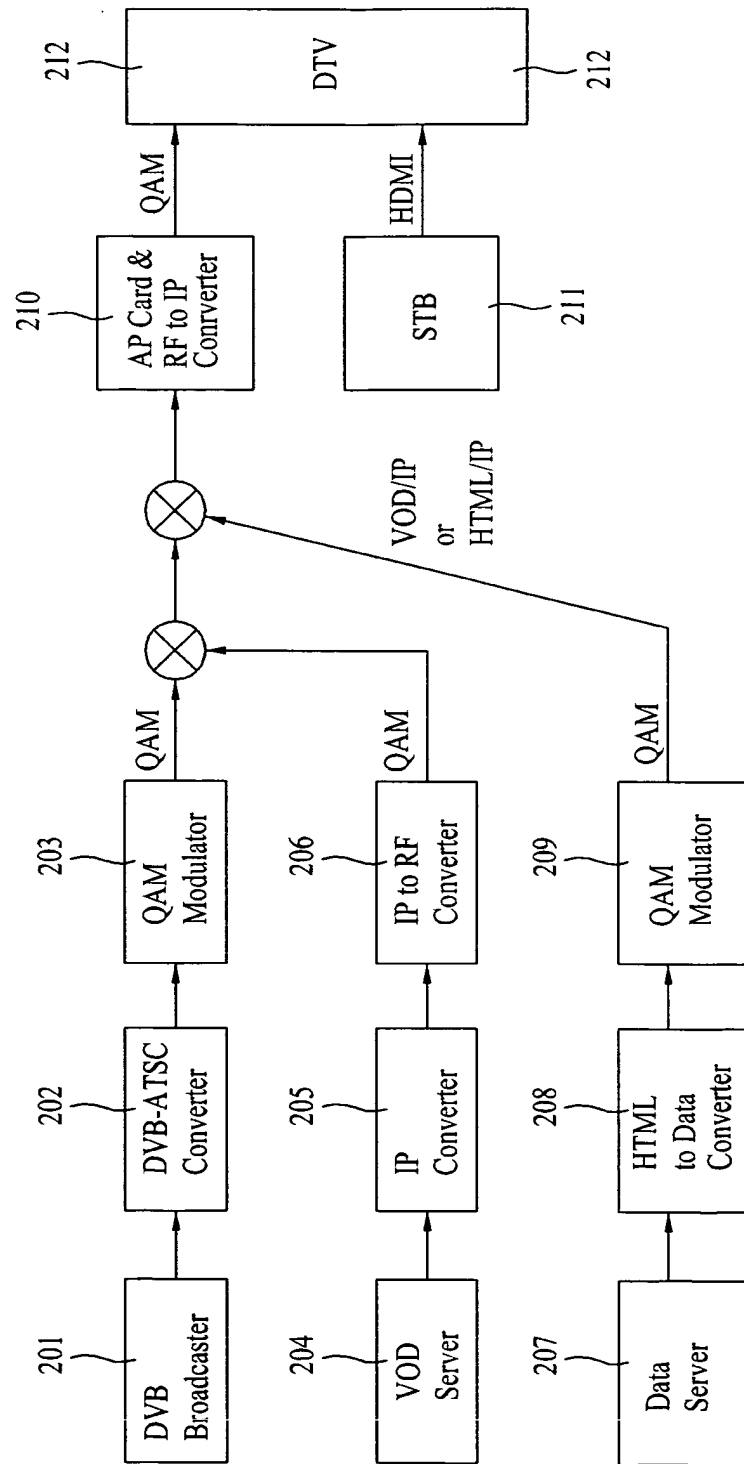 201
DVB
Broadcaster
202
DVB-ATSC
Converter
203
QAM
Modulator
QAM
204
VOD
Server
205
IP
Converter
206
IP to RF
Converter
QAM
207
Data
Server
208
HTML
to Data
Converter
209
QAM
Modulator
QAM
VOD/IP
or
HTML/IP
210
AP Card &
RF to IP
Conrverter
QAM
STB
211
HDMI
212
DTV
212